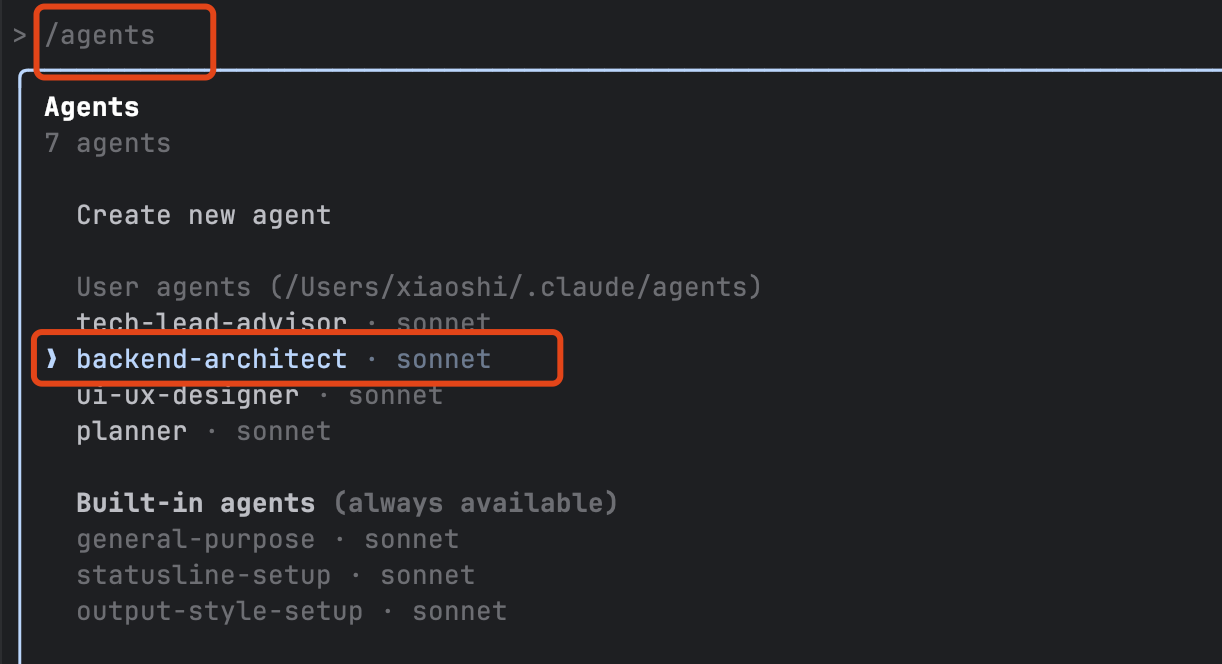 > /agents
Agents
7 agents
Create new agent
User agents (/Users/xiaoshi/.claude/agents)
tech-lead-advisor · sonnet
❯ backend-architect · sonnet
ui-ux-designer · sonnet
planner · sonnet
Built-in agents (always available)
general-purpose · sonnet
statusline-setup · sonnet
output-style-setup · sonnet